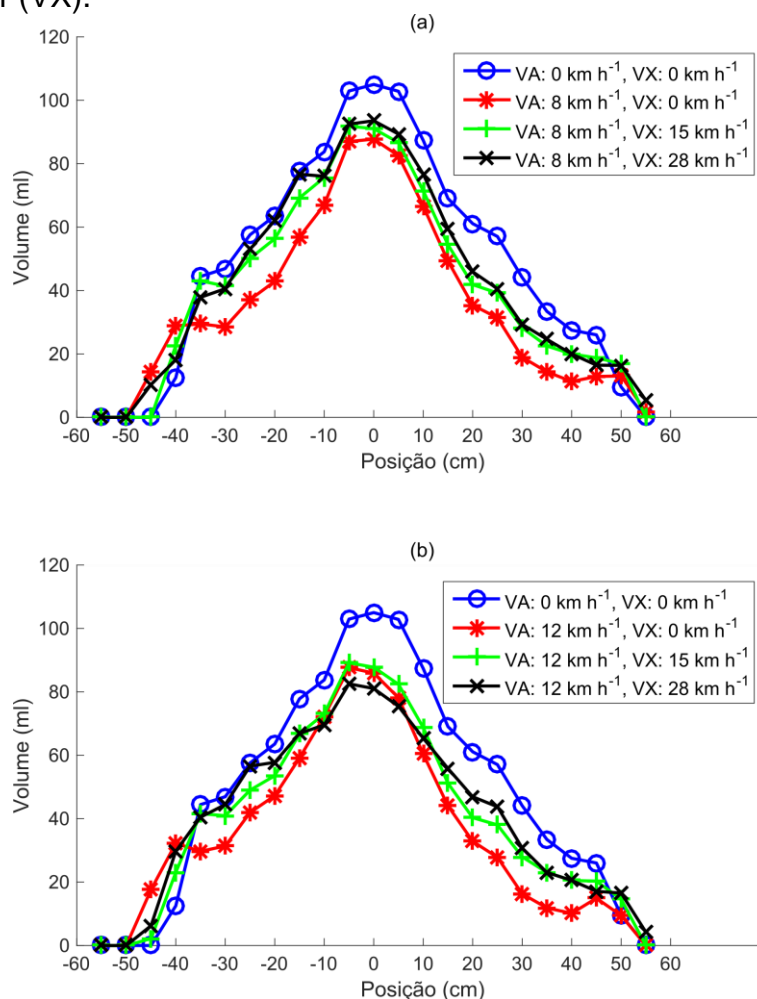 (VX).
(a)
120
100
80
60
40
20
0
Volume (ml)
VA: 0 km h⁻¹, VX: 0 km h⁻¹
VA: 8 km h⁻¹, VX: 0 km h⁻¹
VA: 8 km h⁻¹, VX: 15 km h⁻¹
VA: 8 km h⁻¹, VX: 28 km h⁻¹
-60 -50 -40 -30 -20 -10 0 10 20 30 40 50 60
Posição (cm)
(b)
120
100
80
60
40
20
0
Volume (ml)
VA: 0 km h⁻¹, VX: 0 km h⁻¹
VA: 12 km h⁻¹, VX: 0 km h⁻¹
VA: 12 km h⁻¹, VX: 15 km h⁻¹
VA: 12 km h⁻¹, VX: 28 km h⁻¹
-60 -50 -40 -30 -20 -10 0 10 20 30 40 50 60
Posição (cm)